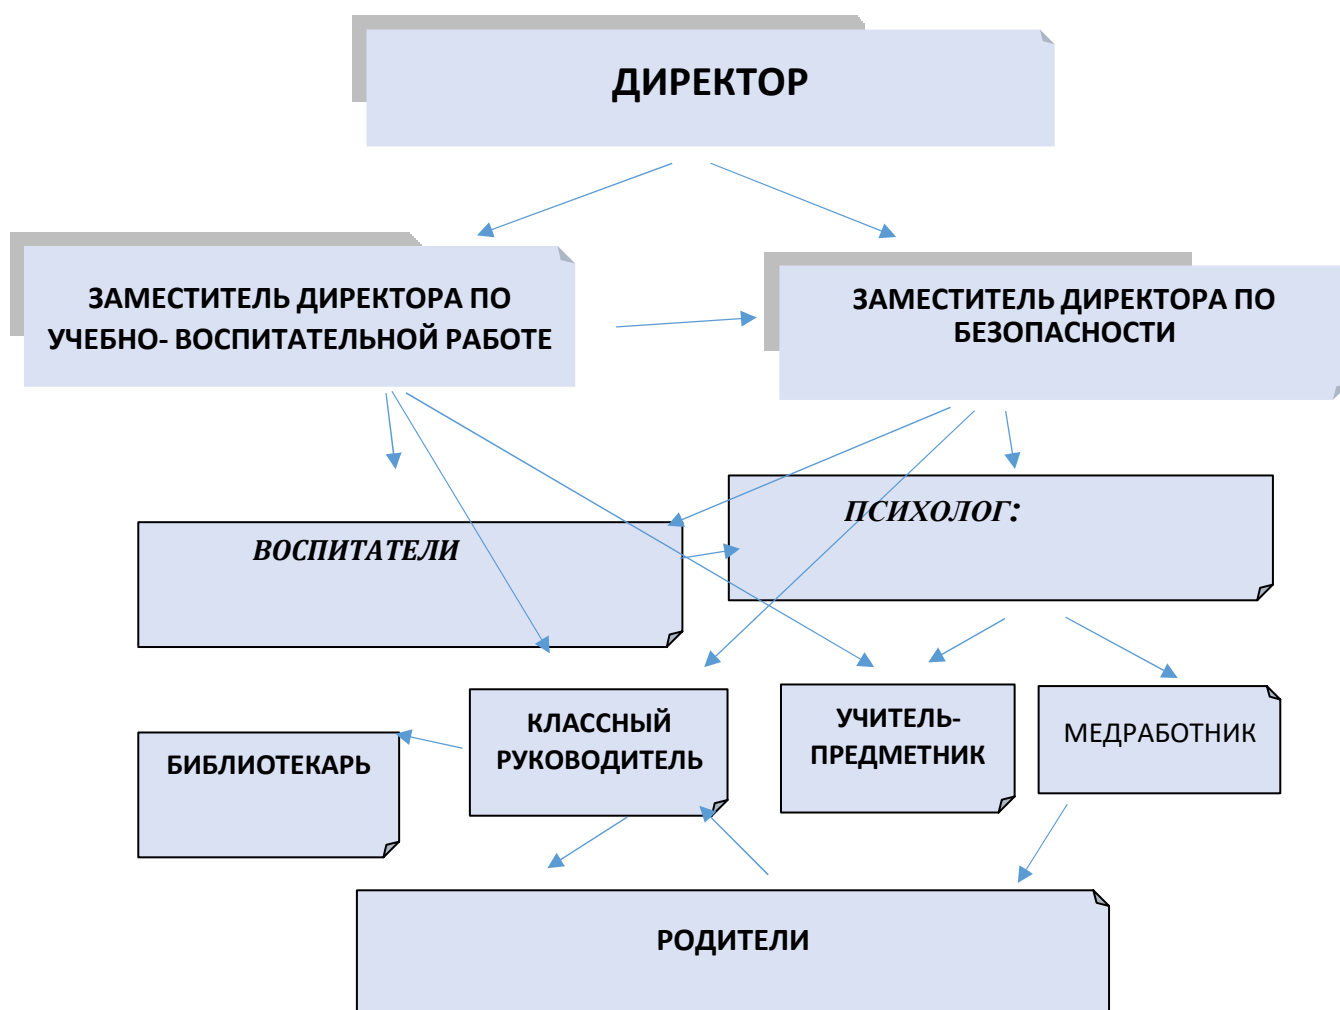 ДИРЕКТОР
ЗАМЕСТИТЕЛЬ ДИРЕКТОРА ПО
УЧЕБНО- ВОСПИТАТЕЛЬНОЙ РАБОТЕ
ЗАМЕСТИТЕЛЬ ДИРЕКТОРА ПО
БЕЗОПАСНОСТИ
ВОСПИТАТЕЛИ
ПСИХОЛОГ:
БИБЛИОТЕКАРЬ
КЛАССНЫЙ
РУКОВОДИТЕЛЬ
УЧИТЕЛЬ-
ПРЕДМЕТНИК
МЕДРАБОТНИК
РОДИТЕЛИ